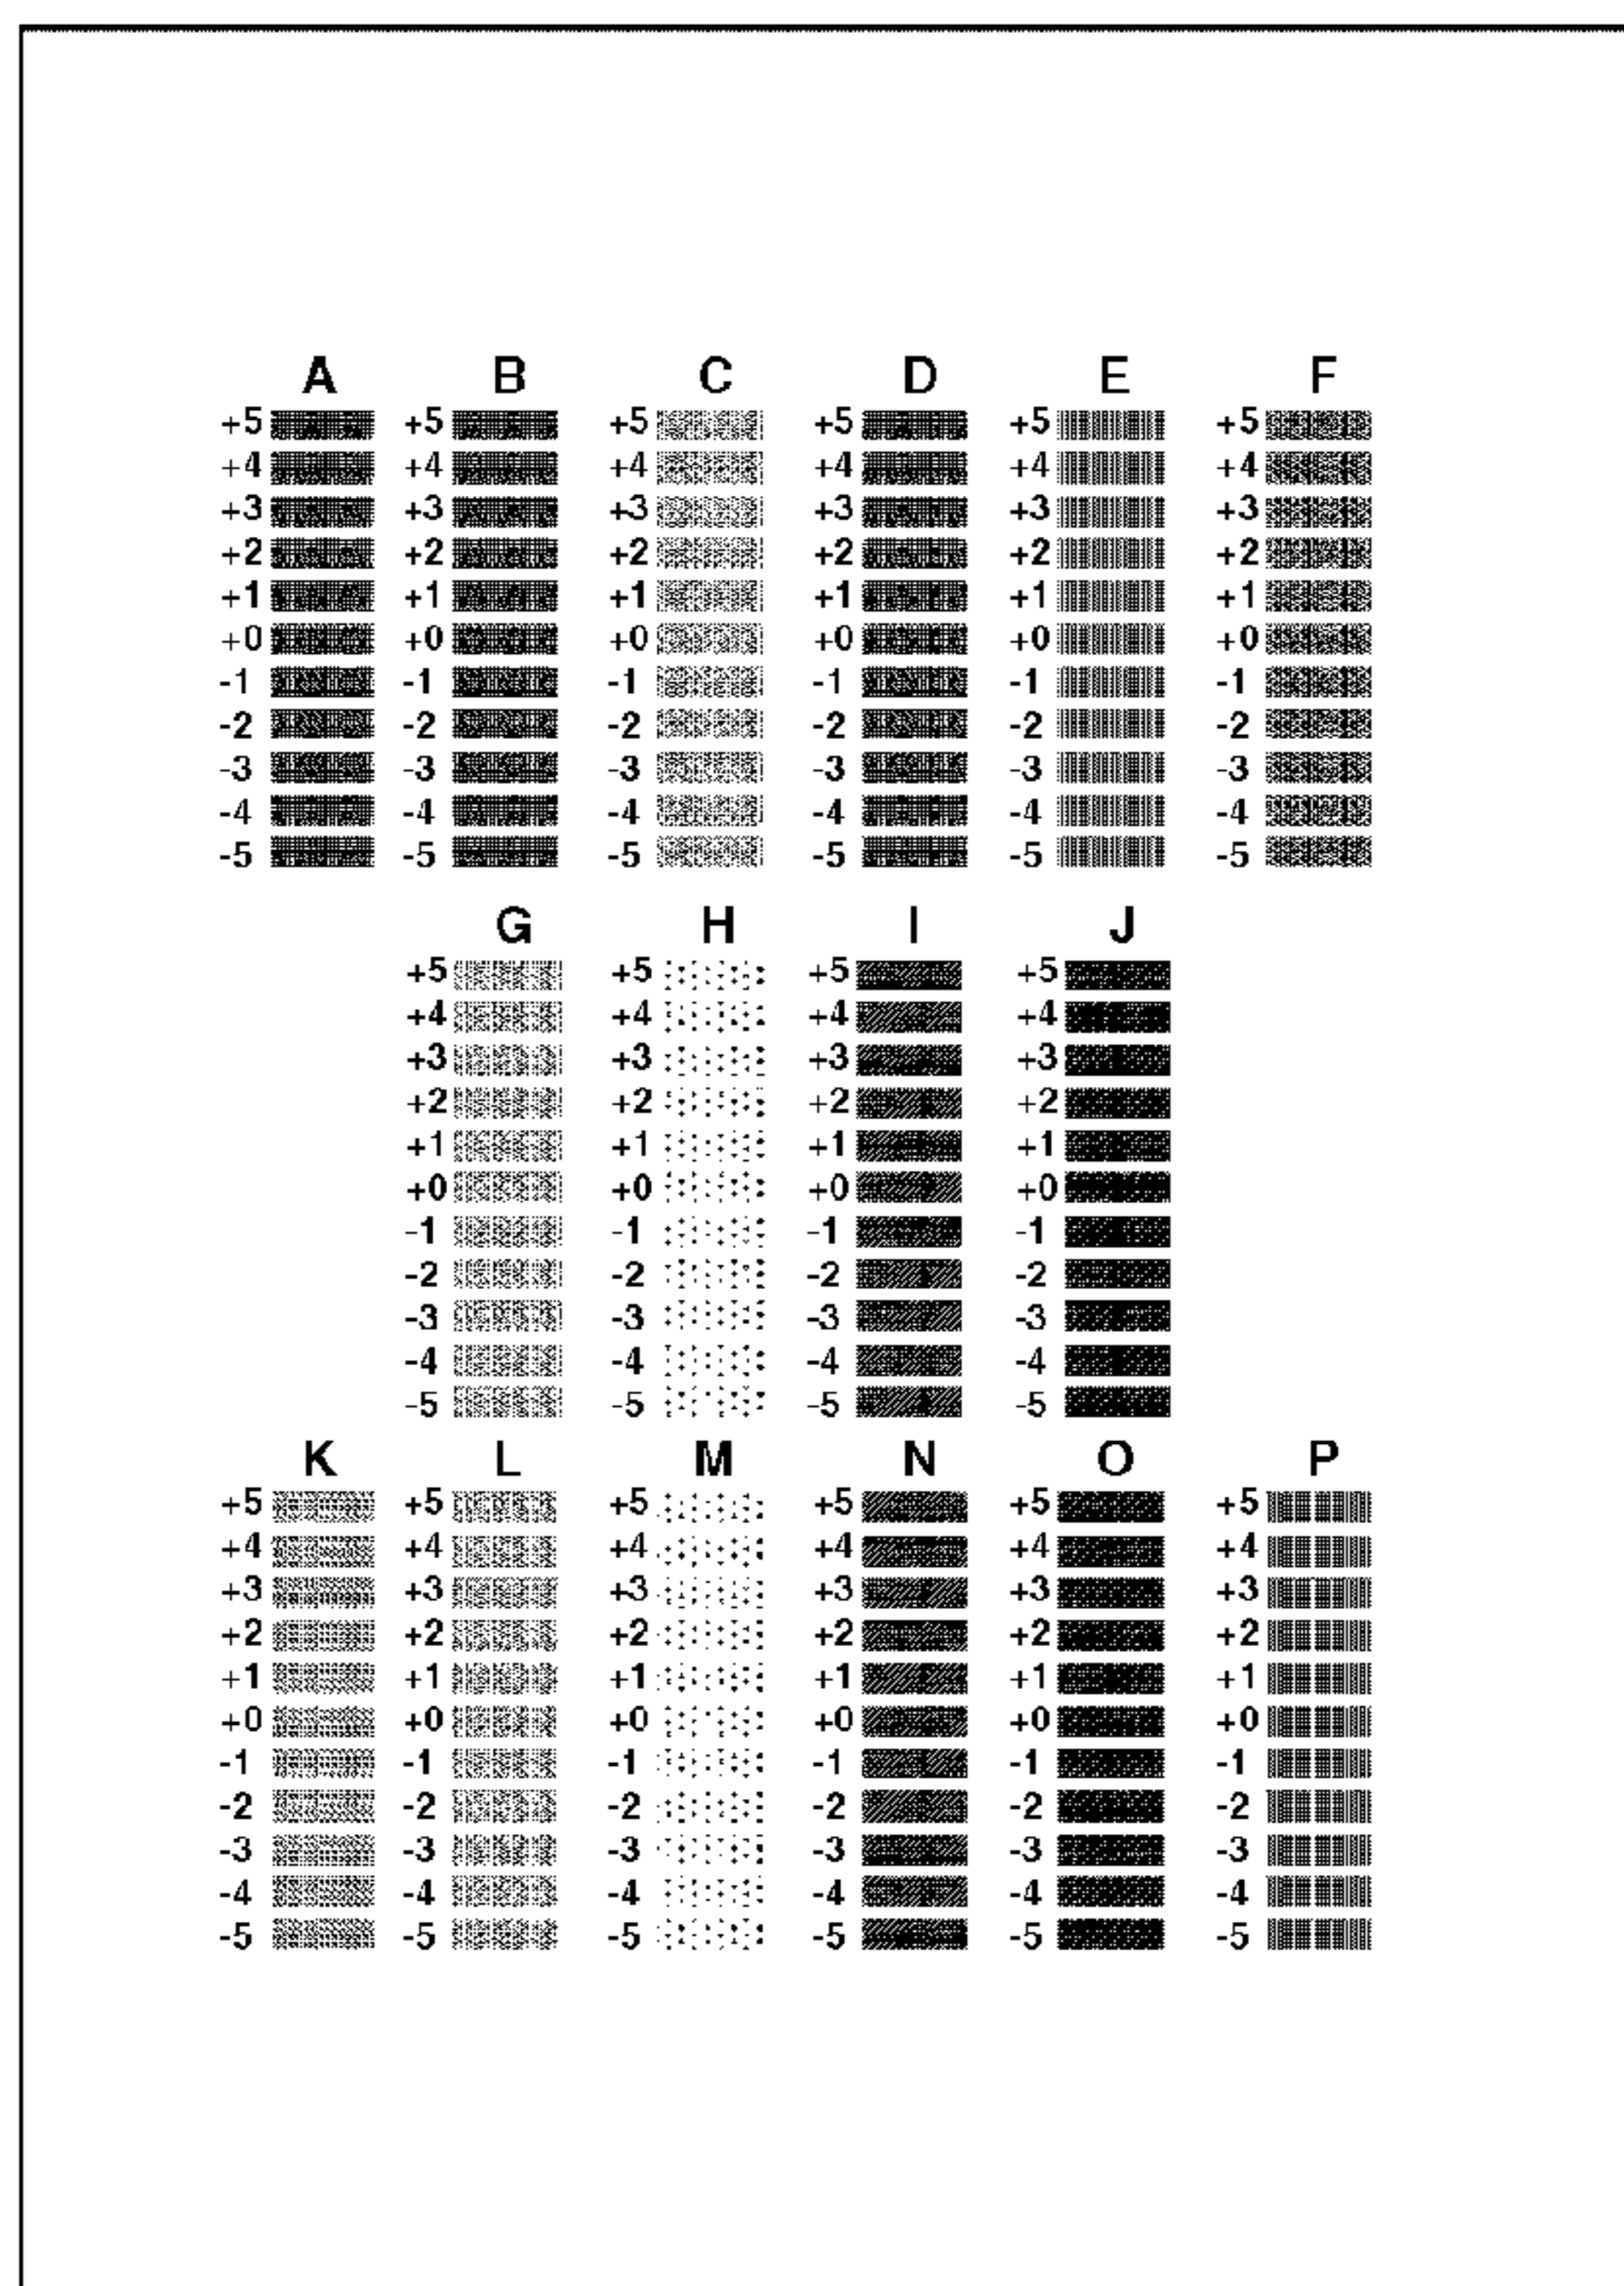 A B C D E F
+5 +5 +5 +5 +5 +5
+4 +4 +4 +4 +4 +4
+3 +3 +3 +3 +3 +3
+2 +2 +2 +2 +2 +2
+1 +1 +1 +1 +1 +1
+0 +0 +0 +0 +0 +0
-1 -1 -1 -1 -1 -1
-2 -2 -2 -2 -2 -2
-3 -3 -3 -3 -3 -3
-4 -4 -4 -4 -4 -4
-5 -5 -5 -5 -5 -5
G H I J
+5 +5 +5 +5
+4 +4 +4 +4
+3 +3 +3 +3
+2 +2 +2 +2
+1 +1 +1 +1
+0 +0 +0 +0
-1 -1 -1 -1
-2 -2 -2 -2
-3 -3 -3 -3
-4 -4 -4 -4
-5 -5 -5 -5
K L M N O P
+5 +5 +5 +5 +5 +5
+4 +4 +4 +4 +4 +4
+3 +3 +3 +3 +3 +3
+2 +2 +2 +2 +2 +2
+1 +1 +1 +1 +1 +1
+0 +0 +0 +0 +0 +0
-1 -1 -1 -1 -1 -1
-2 -2 -2 -2 -2 -2
-3 -3 -3 -3 -3 -3
-4 -4 -4 -4 -4 -4
-5 -5 -5 -5 -5 -5